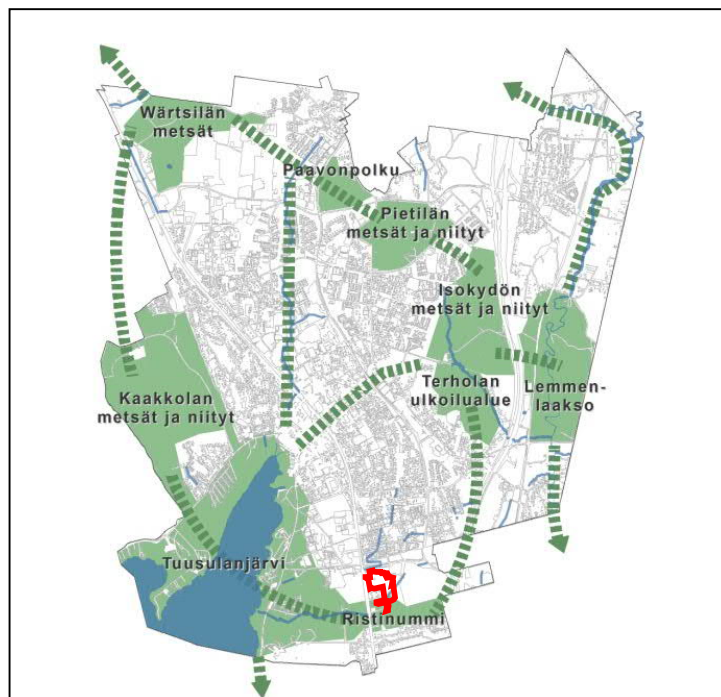 Wärtsilän
metsät
Paavonpolku
Pietilän
metsät ja niityt
Isokydön
metsät ja niityt
Kaakkolan
metsät ja niityt
Terholan
ulkoilualue
Lemmen-
laakso
Tuusulanjärvi
Ristinummi